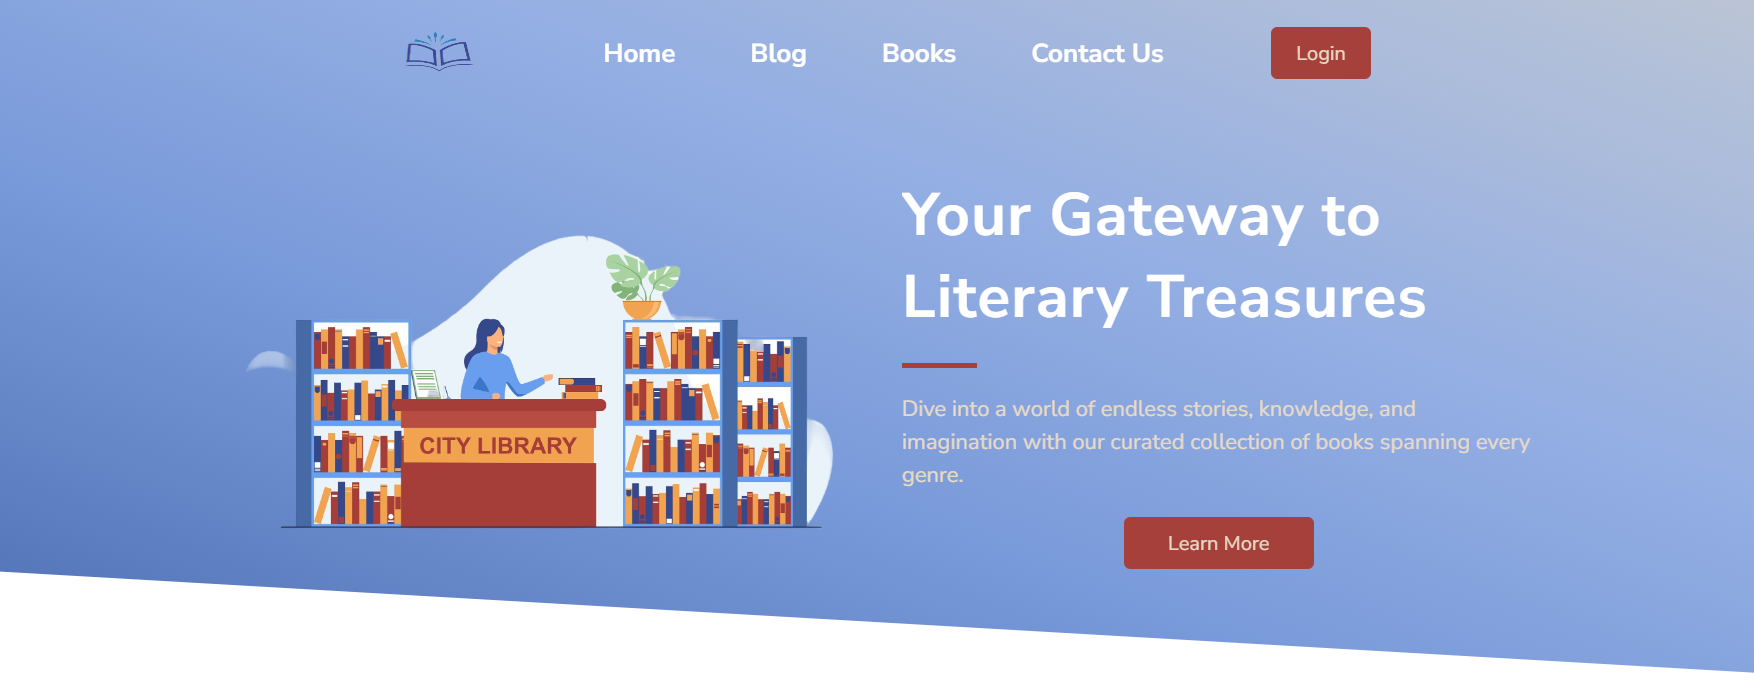 Home
Blog
Books
Contact Us
Login
Your Gateway to
Literary Treasures
Dive into a world of endless stories, knowledge, and
imagination with our curated collection of books spanning every
genre.
Learn More
CITY LIBRARY